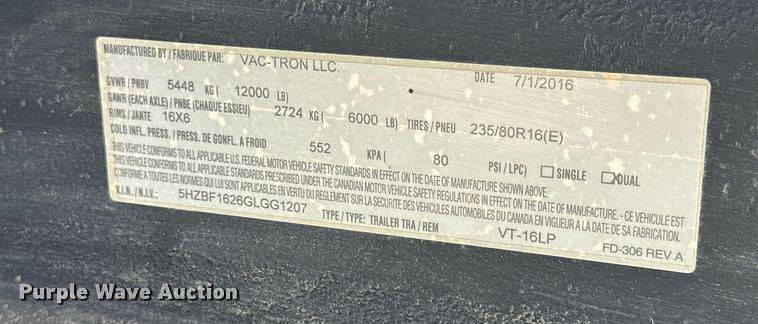 MANUFACTURED BY / FABRIQUE PAR: VAC-TRON LLC. DATE 7/1/2016
GVWR / PNBV 5448 KG ( 12000 LB)
GAWR (EACH AXLE) / PNBE (CHAQUE ESSIEU) 2724 KG ( 6000 LB) TIRES / PNEU 235/80R16(E)
RIMS / JANTE 16X6
COLD INFL. PRESS. / PRESS. DE GONFL. A FROID 552 KPA ( 80 PSI / LPC) SINGLE DUAL
THIS VEHICLE CONFORMS TO ALL APPLICABLE U.S. FEDERAL MOTOR VEHICLE SAFETY STANDARDS IN EFFECT ON THE DATE OF MANUFACTURE SHOWN ABOVE. THIS
VEHICLE CONFORMS TO ALL APPLICABLE STANDARDS PRESCRIBED UNDER THE CANADIAN MOTOR VEHICLE SAFETY REGULATIONS IN EFFECT ON THE DATE OF MANUFACTURE - CE VEHICULE EST
CONFORME A TOUTES LES NORMES QUI LUI SONT APPLICABLES EN VERTU DU REGLEMENT SUR LA SECURITE DES VEHICULES AUTOMOBILES DU CANADA EN VIGUEUR A LA DATE DE SA FABRICATION.
V.I.N. / N.I.V.: 5HZBF1626GLGG1207 TYPE / TYPE: TRAILER TRA / REM VT-16LP FD-306 REV A
Purple Wave Auction